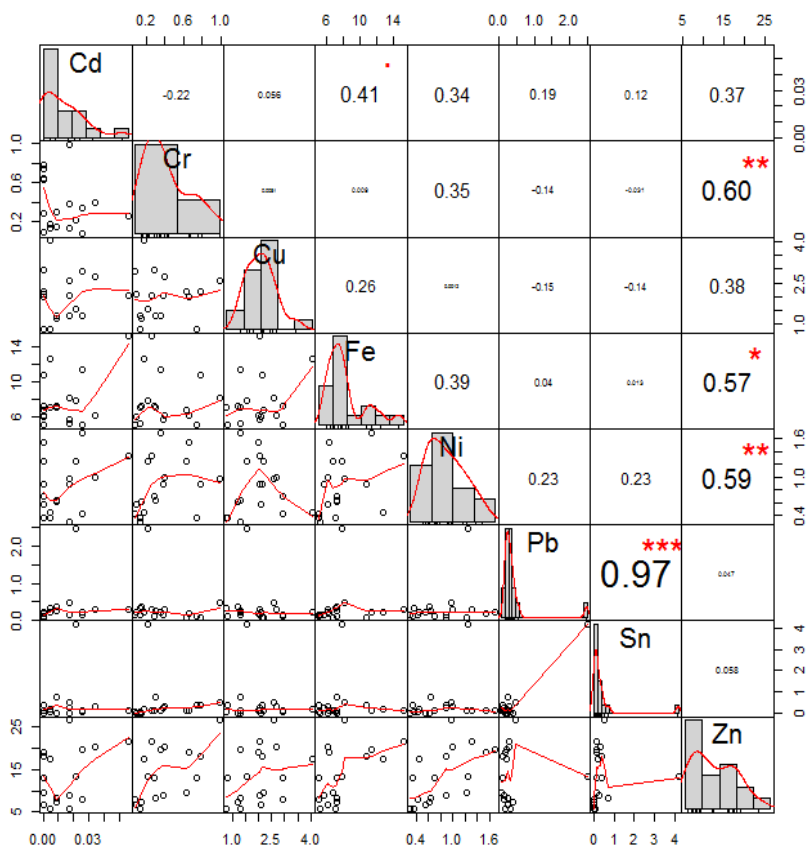 0.2 0.6 1.0 6 10 14 0.0 1.0 2.5 5 15 25
Cd -0.22 0.056 0.41 . 0.34 0.19 0.12 0.37 0.00 0.03
0.2 0.6 1.0 Cr 0.009 0.35 -0.14 -0.031 0.60 **
Cu 0.26 -0.15 -0.14 0.38 1.0 2.5 4.0
6 10 14 Fe 0.39 0.04 0.013 0.57 *
Ni 0.23 0.23 0.59 ** 0.4 1.0 1.6
0.0 1.0 2.0 Pb 0.97 *** 0.047
Sn 0.058 0 1 2 3 4
5 15 25 Zn
0.00 0.03 1.0 2.5 4.0 0.4 1.0 1.6 0 1 2 3 4